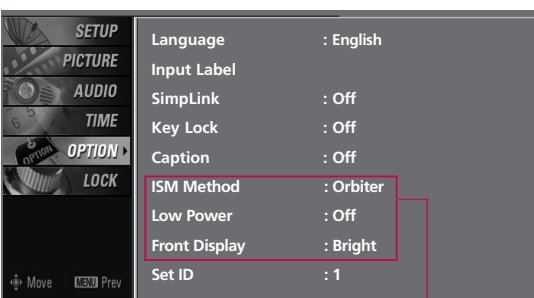 SETUP
PICTURE
AUDIO
TIME
OPTION
LOCK
Move MENU Prev
Language : English
Input Label
SimpLink : Off
Key Lock : Off
Caption : Off
ISM Method : Orbiter
Low Power : Off
Front Display : Bright
Set ID : 1